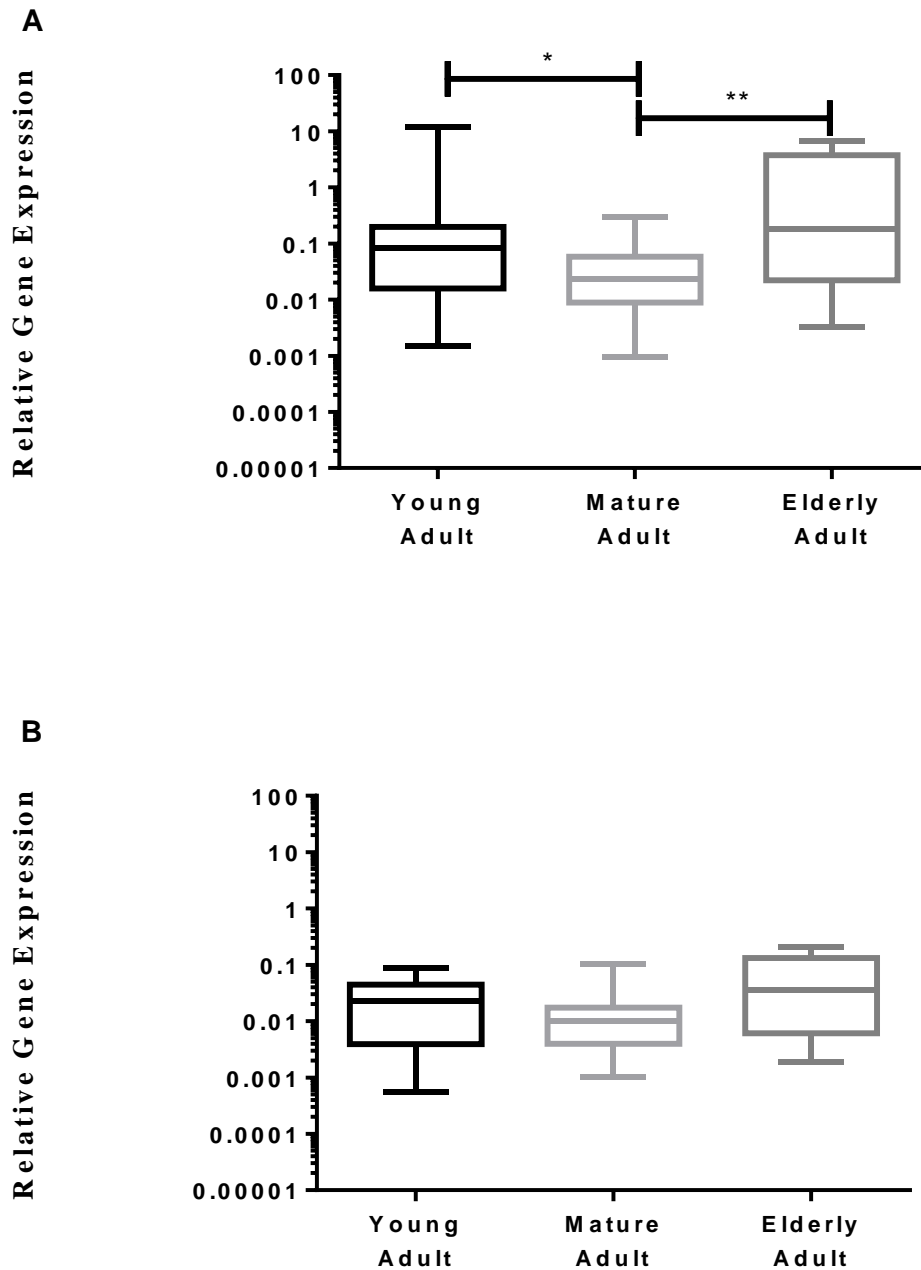 A
Relative Gene Expression
*
**
100
10
1
0.1
0.01
0.001
0.0001
0.00001
Young
Adult
Mature
Adult
Elderly
Adult
B
Relative Gene Expression
100
10
1
0.1
0.01
0.001
0.0001
0.00001
Young
Adult
Mature
Adult
Elderly
Adult